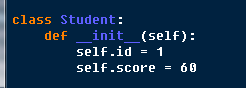 class Student:
    def __init__(self):
        self.id = 1
        self.score = 60